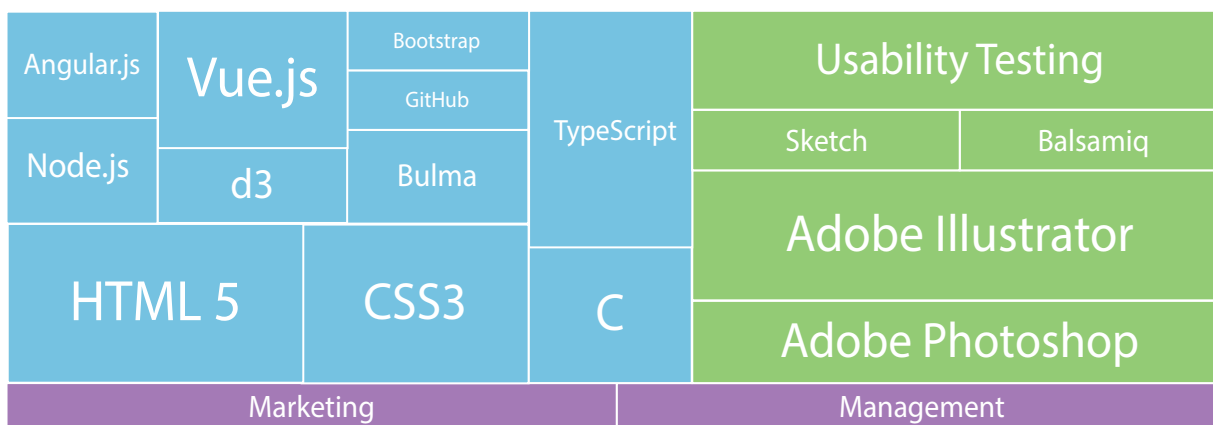 Angular.js
Vue.js
Bootstrap
GitHub
TypeScript
Usability Testing
Node.js
d3
Bulma
Sketch
Balsamiq
Adobe Illustrator
HTML 5
CSS3
C
Adobe Photoshop
Marketing
Management